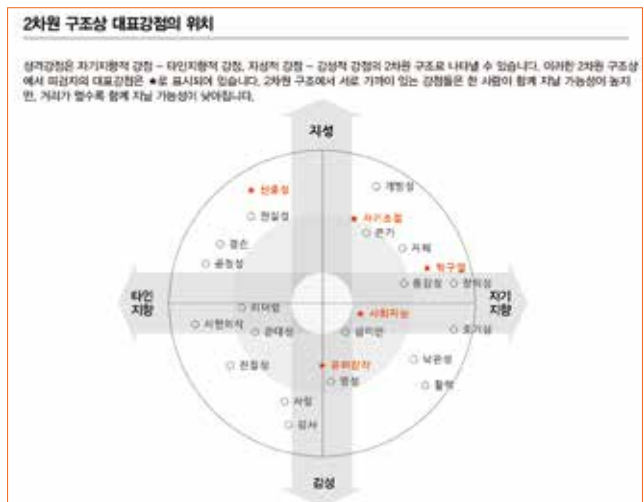 2차원 구조상 대표강점의 위치
성격강점은 자기지향적 강점 - 타인지향적 강점, 지성적 강점 - 감성적 강점의 2차원 구조로 나타낼 수 있습니다. 이러한 2차원 구조상
에서 피검자의 대표강점은 ★로 표시되어 있습니다. 2차원 구조에서 서로 가까이 있는 강점들은 한 사람이 함께 지닐 가능성이 높지
만, 거리가 멀수록 함께 지닐 가능성이 낮아집니다.
지성
신중성
개방성
진실성
자기조절
끈기
겸손
지혜
공정성
학구열
용감성
창의성
타인
지향
자기
지향
리더십
사회지능
시민의식
관대성
심미안
호기심
친절성
유머감각
낙관성
영성
활력
사랑
감사
감성